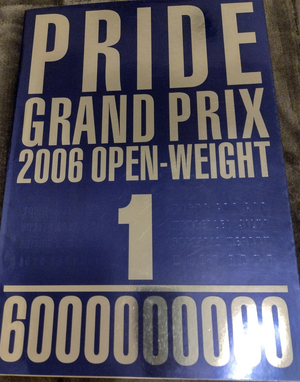 PRIDE
GRAND PRIX
2006 OPEN-WEIGHT
1
6000000000